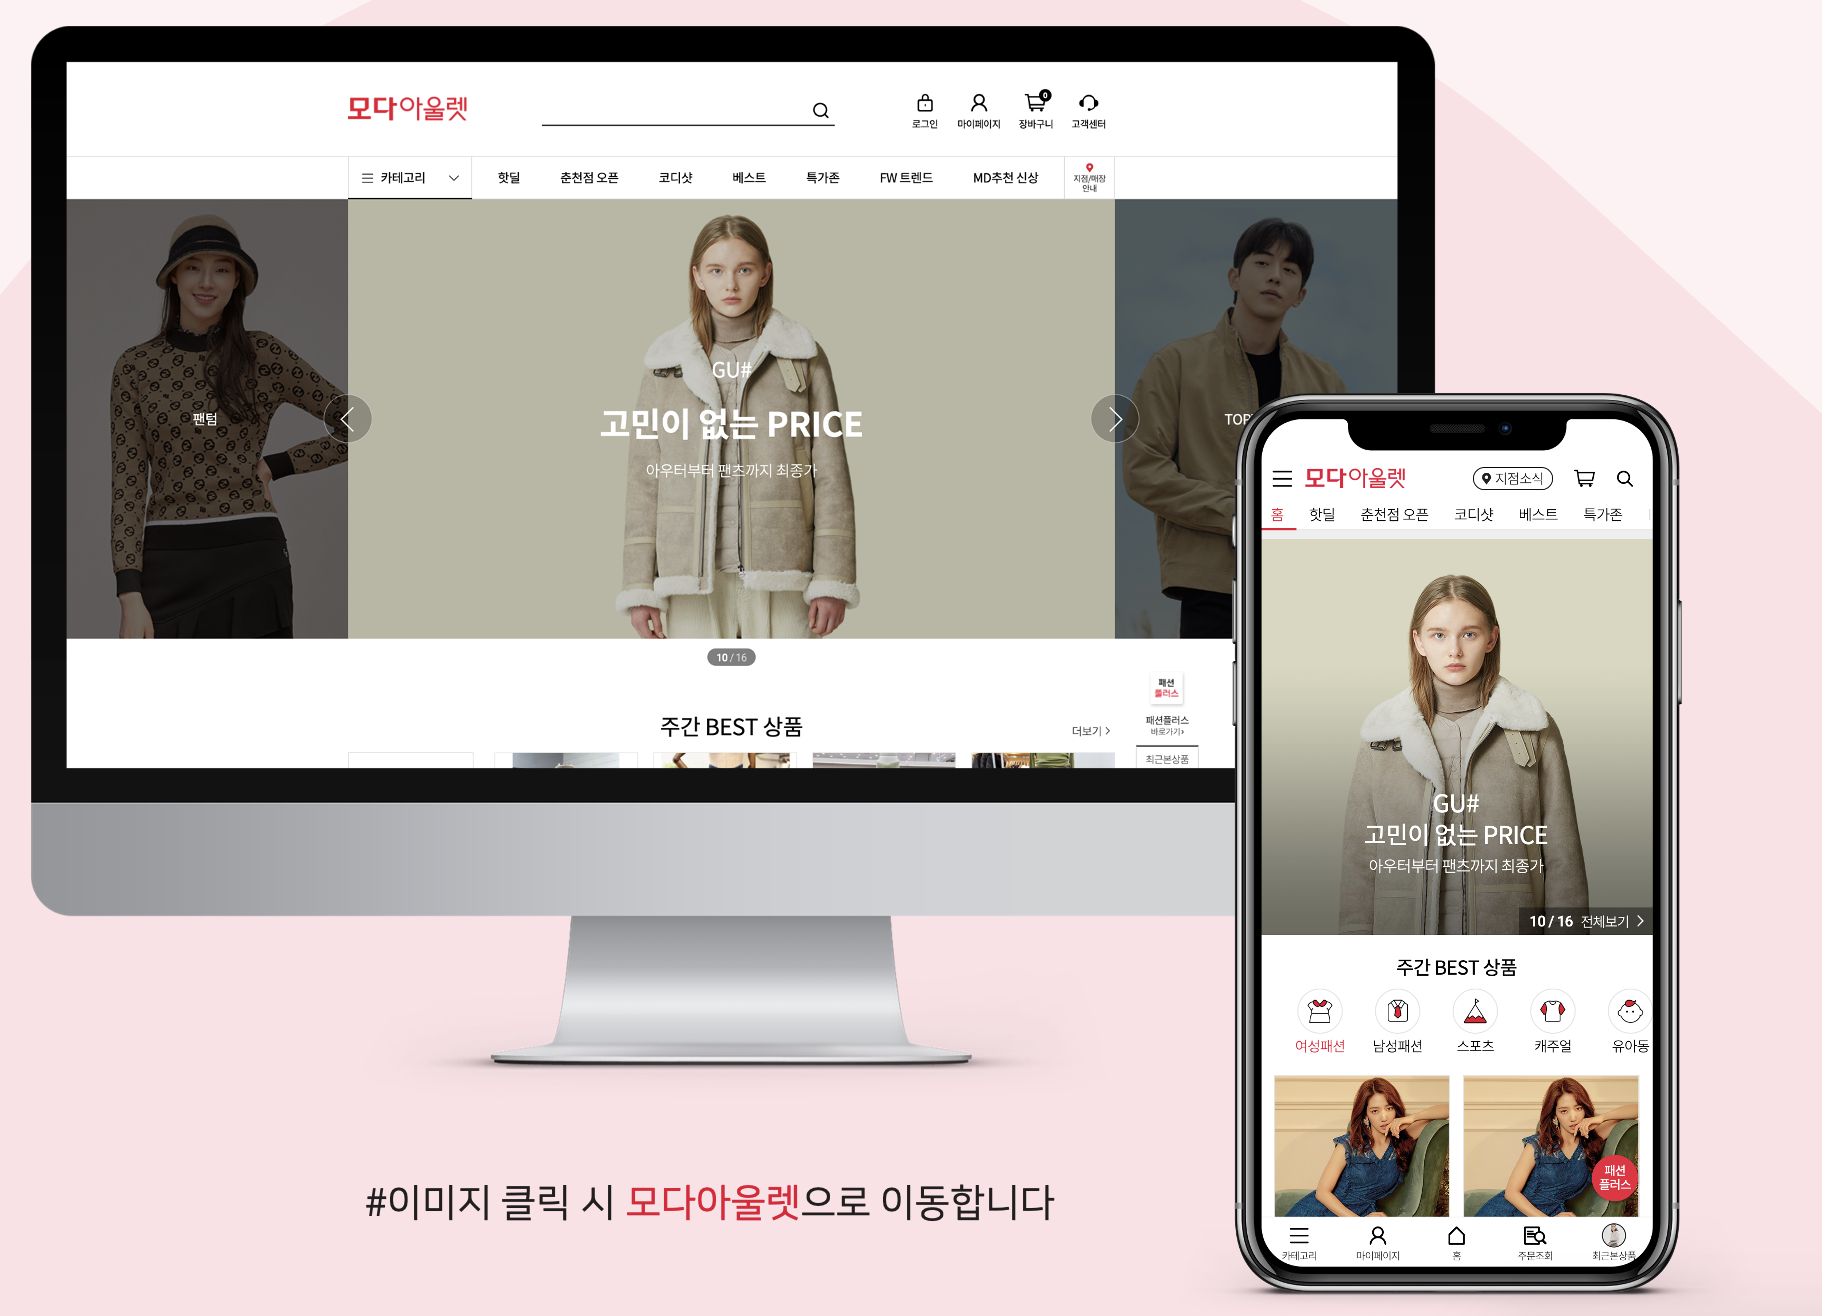 모다아울렛
로그인
마이페이지
0
장바구니
고객센터
카테고리
핫딜
춘천점 오픈
코디샷
베스트
특가존
FW 트렌드
MD추천 신상
지점/매장
안내
팬텀
GU#
고민이 없는 PRICE
아우터부터 팬츠까지 최종가
10 / 16
주간 BEST 상품
더보기
패션
플러스
패션플러스
바로가기
최근본상품
모다아울렛
지점소식
홈
핫딜
춘천점 오픈
코디샷
베스트
특가존
GU#
고민이 없는 PRICE
아우터부터 팬츠까지 최종가
10 / 16 전체보기
주간 BEST 상품
여성패션
남성패션
스포츠
캐주얼
유아동
패션
플러스
카테고리
마이페이지
홈
주문조회
최근본상품
#이미지 클릭 시 모다아울렛으로 이동합니다